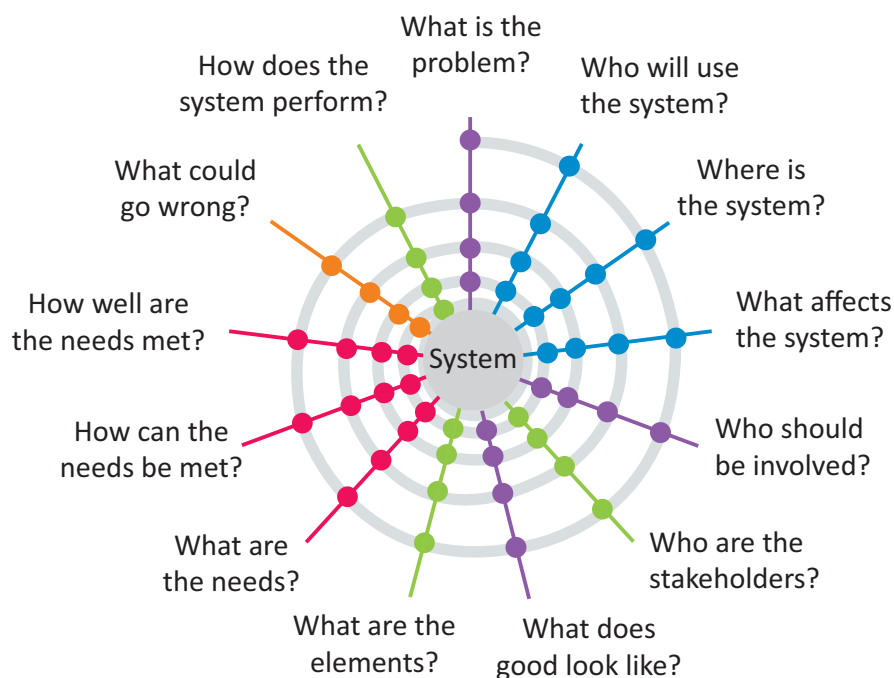 What is the
problem?
Who will use
the system?
Where is
the system?
What affects
the system?
Who should
be involved?
Who are the
stakeholders?
What does
good look like?
What are the
elements?
What are
the needs?
How can the
needs be met?
How well are
the needs met?
What could
go wrong?
How does the
system perform?
System